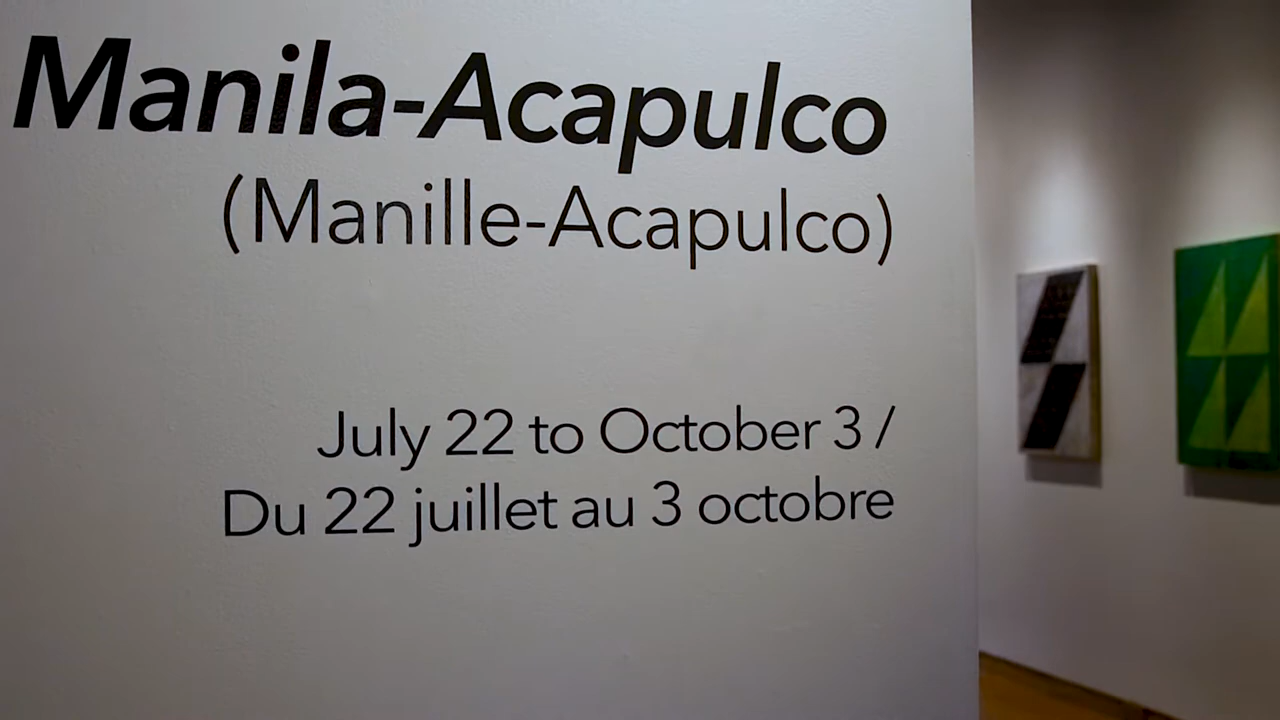 Manila-Acapulco
(Manille-Acapulco)
July 22 to October 3 /
Du 22 juillet au 3 octobre